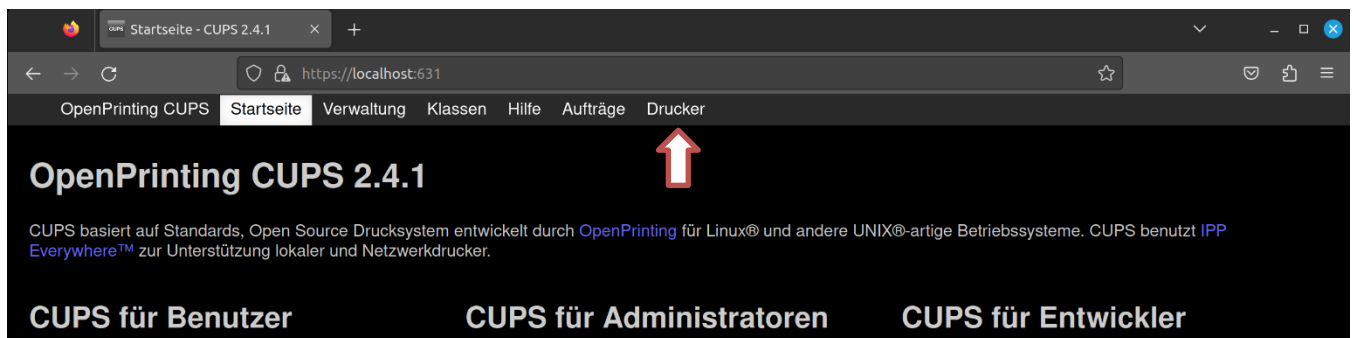 Startseite - CUPS 2.4.1
https://localhost:631
OpenPrinting CUPS Startseite Verwaltung Klassen Hilfe Aufträge Drucker
OpenPrinting CUPS 2.4.1
CUPS basiert auf Standards, Open Source Drucksystem entwickelt durch OpenPrinting für Linux® und andere UNIX®-artige Betriebssysteme. CUPS benutzt IPP
Everywhere™ zur Unterstützung lokaler und Netzwerkdrucker.
CUPS für Benutzer CUPS für Administratoren CUPS für Entwickler